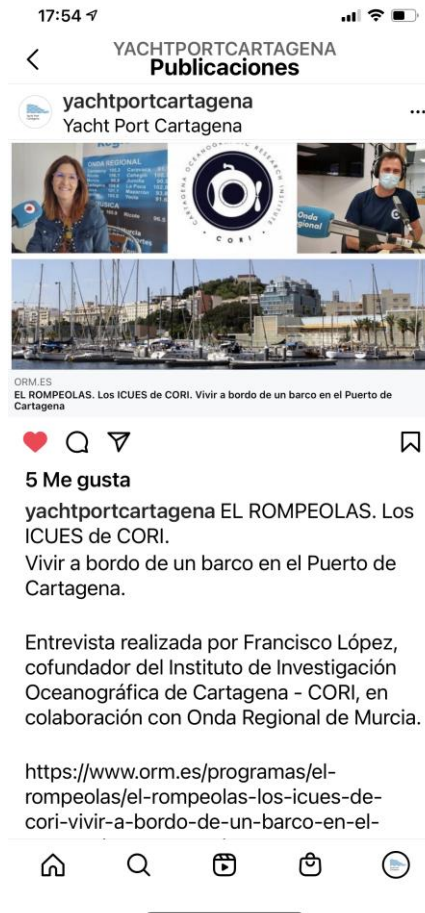 17:54
YACHTPORTCARTAGENA
Publicaciones
yachtportcartagena
Yacht Port Cartagena
ONDA REGIONAL
CARTAGENA OCEANOGRAPHIC RESEARCH INSTITUTE
• CORI •
Onda
Regional
ORM.ES
EL ROMPEOLAS. Los ICUES de CORI. Vivir a bordo de un barco en el Puerto de
Cartagena
5 Me gusta
yachtportcartagena EL ROMPEOLAS. Los
ICUES de CORI.
Vivir a bordo de un barco en el Puerto de
Cartagena.
Entrevista realizada por Francisco López,
cofundador del Instituto de Investigación
Oceanográfica de Cartagena - CORI, en
colaboración con Onda Regional de Murcia.
https://www.orm.es/programas/el-
rompeolas/el-rompeolas-los-icues-de-
cori-vivir-a-bordo-de-un-barco-en-el-